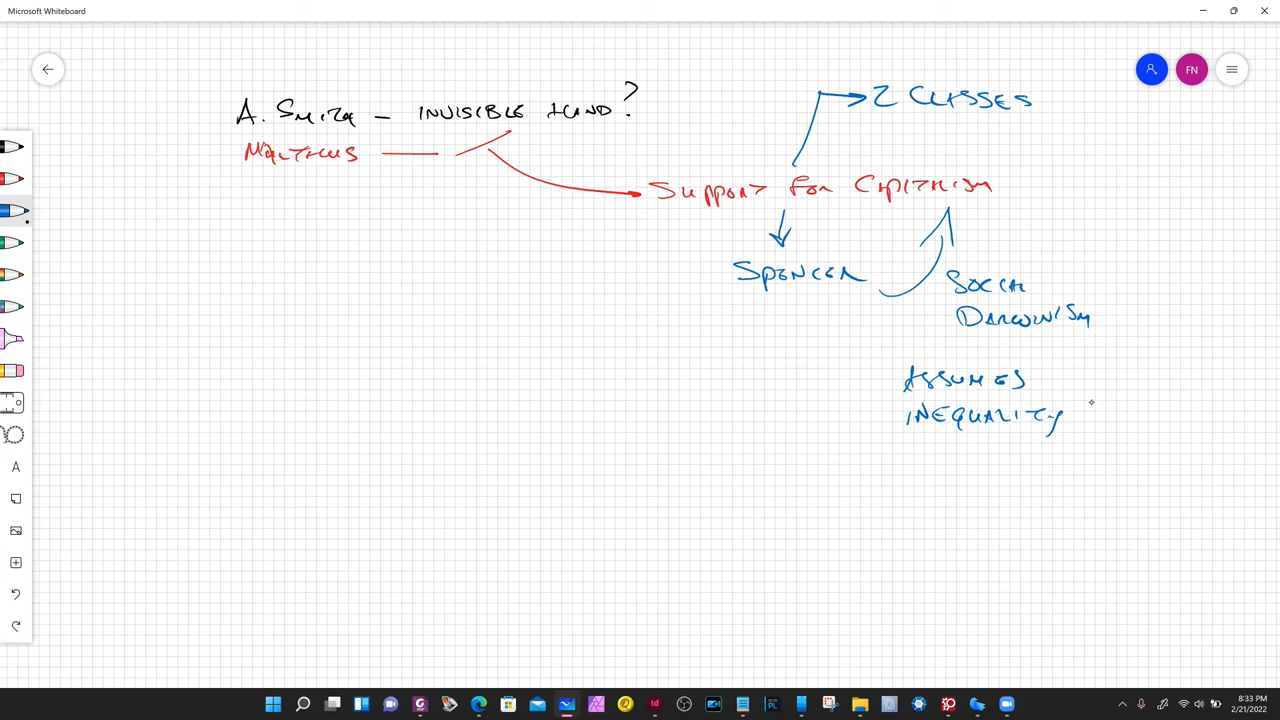 Microsoft Whiteboard
FN
A. Smith - INVISIBLE HAND?
2 CLASSES
MALTHUS
Support for Capitalism
SPENCER
SOCIAL
DARWINISM
ASSUMES
INEQUALITY
A
8:33 PM
2/21/2022